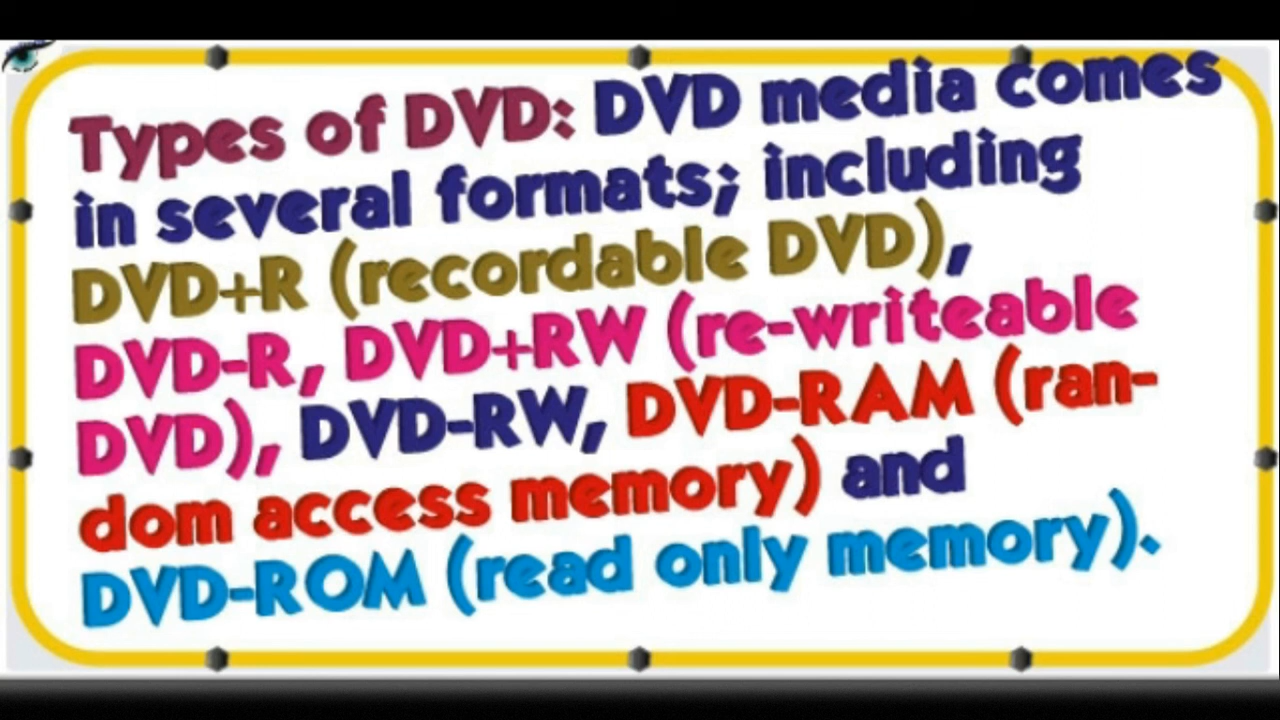 Types of DVD: DVD media comes
in several formats; including
DVD+R (recordable DVD),
DVD-R, DVD+RW (re-writeable
DVD), DVD-RW, DVD-RAM (ran-
dom access memory) and
DVD-ROM (read only memory).